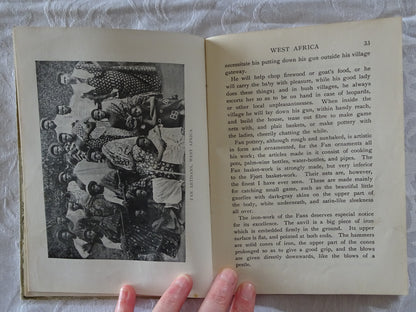 WEST AFRICA 33
necessitate his putting down his gun outside his village
gateway.
He will help chop firewood or goat's food, or he
will carry the baby with pleasure, while his good lady
does these things; and in bush villages, he always
escorts her so as to be on hand in case of leopards,
or other local unpleasantnesses. When inside the
village he will lay down his gun, within handy reach,
and build the house, tease out fibre to make game
nets with, and plait baskets, or make pottery with
the ladies, cheerily chatting the while.
Fan pottery, although rough and sunbaked, is artistic
in form and ornamented, for the Fan ornaments all
his work; the articles made in it consist of cooking
pots, palm-wine bottles, water-bottles, and pipes. The
Fan basket-work is strongly made, but very inferior
to the Fjort basket-work. Their nets are, however,
the finest I have ever seen. These are made mainly
for catching small game, such as the beautiful little
gazelles with dark-gray skins on the upper part of
the body, white underneath, and satin-like sleekness
all over.
The iron-work of the Fans deserves especial notice
for its excellence. The anvil is a big piece of iron
which is embedded firmly in the ground. Its upper
surface is flat, and pointed at both ends. The hammers
are solid cones of iron, the upper part of the cones
prolonged so as to give a good grip, and the blows
are given directly downwards, like the blows of a
pestle.
WEST AFRICA